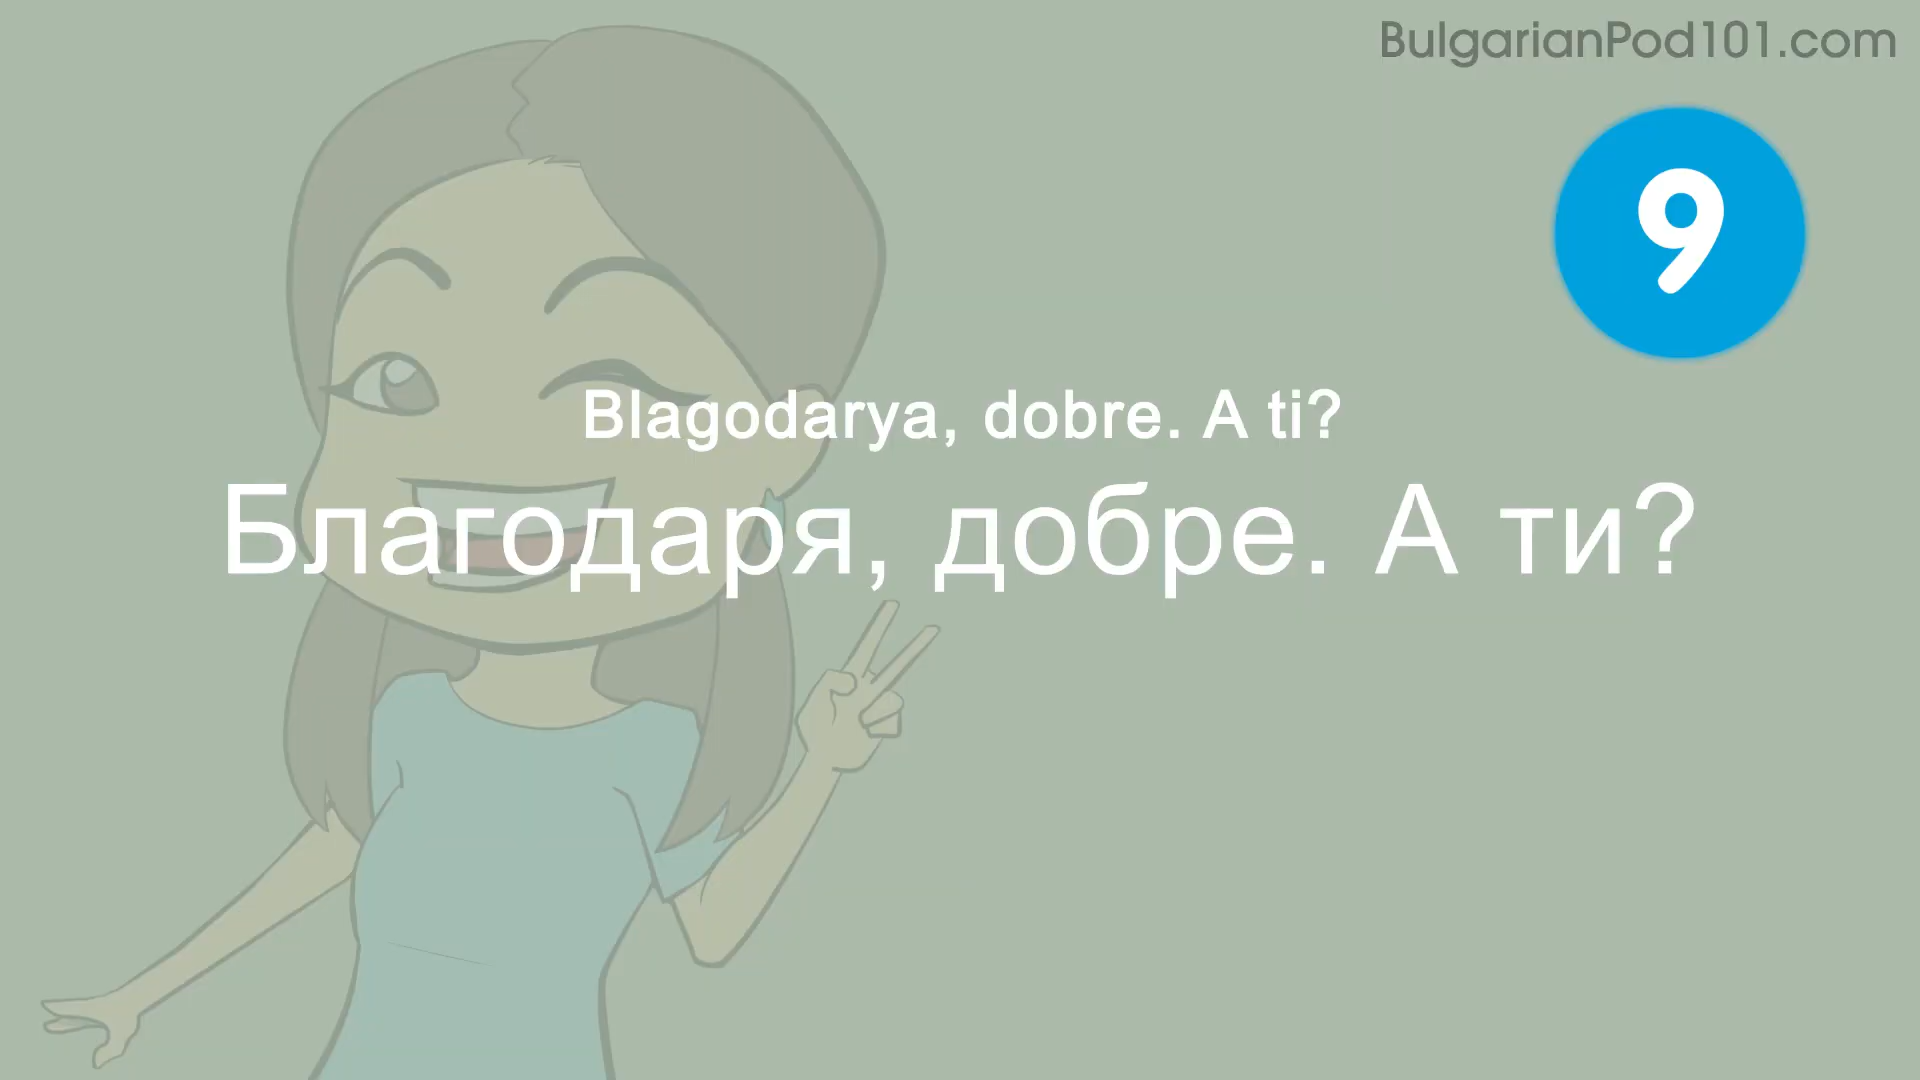 BulgarianPod101.com
9
Blagodarya, dobre. A ti?
Благодаря, добре. А ти?